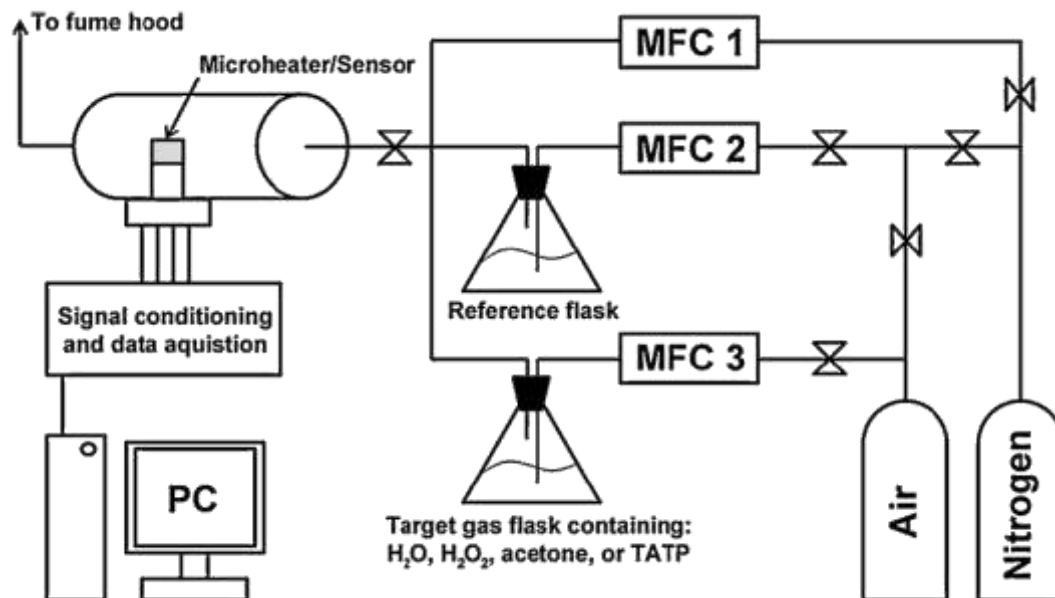 To fume hood
Microheater/Sensor
MFC 1
MFC 2
MFC 3
Reference flask
Signal conditioning
and data aquistion
PC
Target gas flask containing:
H₂O, H₂O₂, acetone, or TATP
Air
Nitrogen